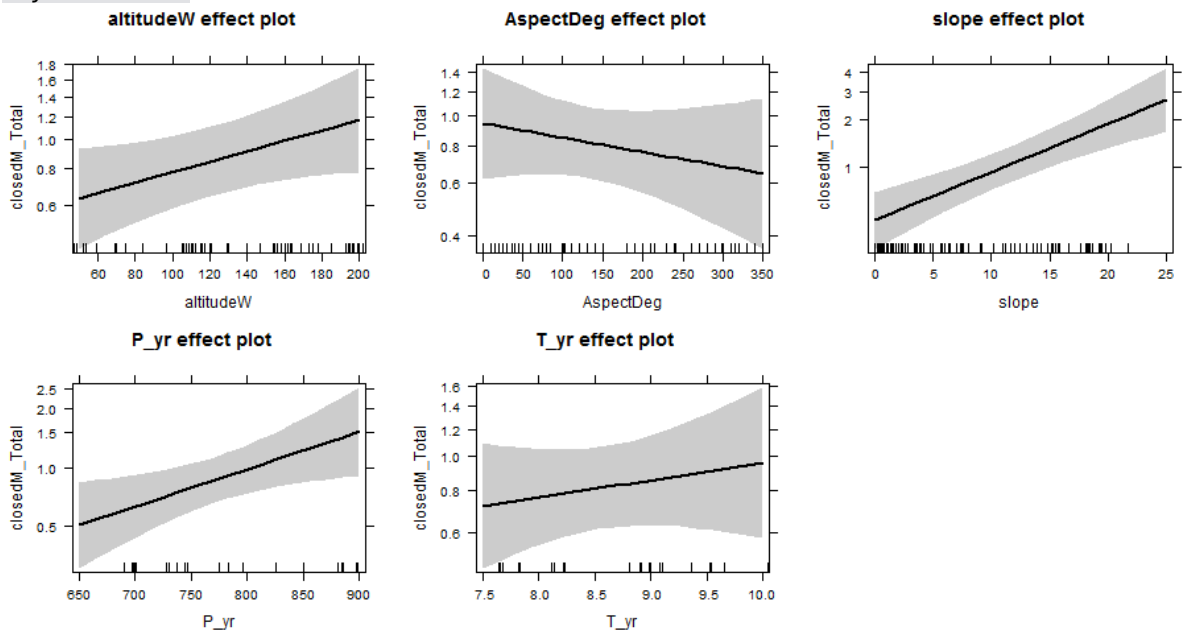 altitudeW effect plot
closedM_Total
1.8
1.6
1.4
1.2
1.0
0.8
0.6
60 80 100 120 140 160 180 200
altitudeW
AspectDeg effect plot
closedM_Total
1.4
1.2
1.0
0.8
0.6
0.4
0 50 100 150 200 250 300 350
AspectDeg
slope effect plot
closedM_Total
4
3
2
1
0 5 10 15 20 25
slope
P_yr effect plot
closedM_Total
2.5
2.0
1.5
1.0
0.5
650 700 750 800 850 900
P_yr
T_yr effect plot
closedM_Total
1.6
1.4
1.2
1.0
0.8
0.6
7.5 8.0 8.5 9.0 9.5 10.0
T_yr